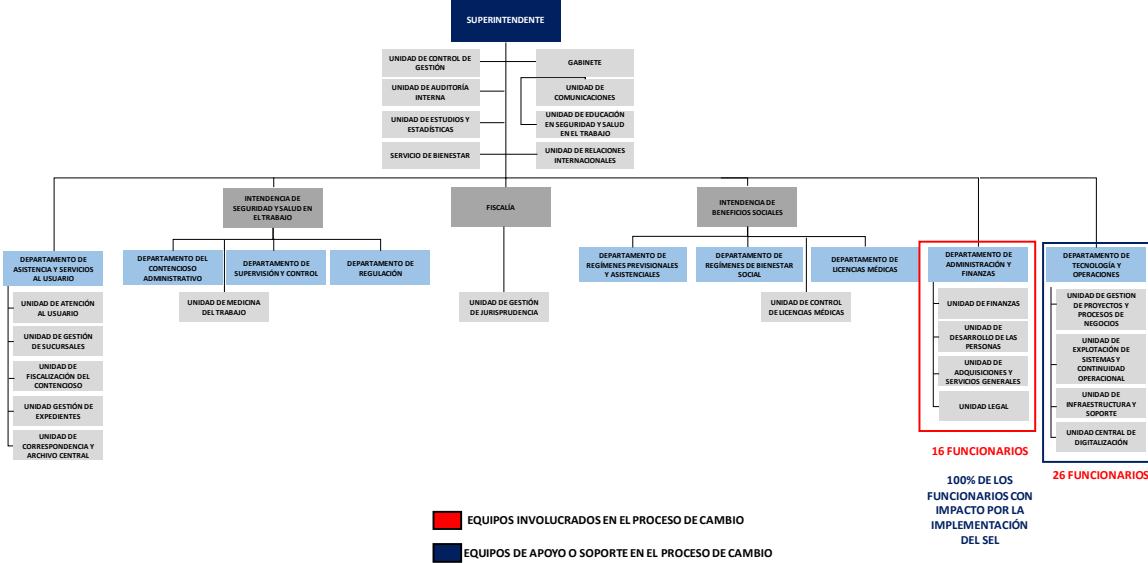 SUPERINTENDENTE
UNIDAD DE CONTROL DE
GESTIÓN
GABINETE
UNIDAD DE AUDITORÍA
INTERNA
UNIDAD DE
COMUNICACIONES
UNIDAD DE ESTUDIOS Y
ESTADÍSTICAS
UNIDAD DE EDUCACIÓN
EN SEGURIDAD Y SALUD
EN EL TRABAJO
SERVICIO DE BIENESTAR
UNIDAD DE RELACIONES
INTERNACIONALES
INTENDENCIA DE
SEGURIDAD Y SALUD EN
EL TRABAJO
FISCALÍA
INTENDENCIA DE
BENEFICIOS SOCIALES
DEPARTAMENTO DE
ASISTENCIA Y SERVICIOS
AL USUARIO
DEPARTAMENTO DEL
CONTENCIOSO
ADMINISTRATIVO
DEPARTAMENTO DE
SUPERVISIÓN Y CONTROL
DEPARTAMENTO DE
REGULACIÓN
DEPARTAMENTO DE
REGÍMENES PREVISIONALES
Y ASISTENCIALES
DEPARTAMENTO DE
REGÍMENES DE BIENESTAR
SOCIAL
DEPARTAMENTO DE
LICENCIAS MÉDICAS
DEPARTAMENTO DE
ADMINISTRACIÓN Y
FINANZAS
DEPARTAMENTO DE
TECNOLOGÍA Y
OPERACIONES
UNIDAD DE ATENCIÓN
AL USUARIO
UNIDAD DE GESTIÓN
DE SUCURSALES
UNIDAD DE
FISCALIZACIÓN DEL
CONTENCIOSO
UNIDAD GESTIÓN DE
EXPEDIENTES
UNIDAD DE
CORRESPONDENCIA Y
ARCHIVO CENTRAL
UNIDAD DE MEDICINA
DEL TRABAJO
UNIDAD DE GESTIÓN
DE JURISPRUDENCIA
UNIDAD DE CONTROL
DE LICENCIAS MÉDICAS
UNIDAD DE FINANZAS
UNIDAD DE
DESARROLLO DE LAS
PERSONAS
UNIDAD DE
ADQUISICIONES Y
SERVICIOS GENERALES
UNIDAD LEGAL
UNIDAD DE GESTION
DE PROYECTOS Y
PROCESOS DE
NEGOCIOS
UNIDAD DE
EXPLOTACIÓN DE
SISTEMAS Y
CONTINUIDAD
OPERACIONAL
UNIDAD DE
INFRAESTRUCTURA Y
SOPORTE
UNIDAD CENTRAL DE
DIGITALIZACIÓN
16 FUNCIONARIOS
100% DE LOS
FUNCIONARIOS CON
IMPACTO POR LA
IMPLEMENTACIÓN
DEL SEL
26 FUNCIONARIOS
EQUIPOS INVOLUCRADOS EN EL PROCESO DE CAMBIO
EQUIPOS DE APOYO O SOPORTE EN EL PROCESO DE CAMBIO